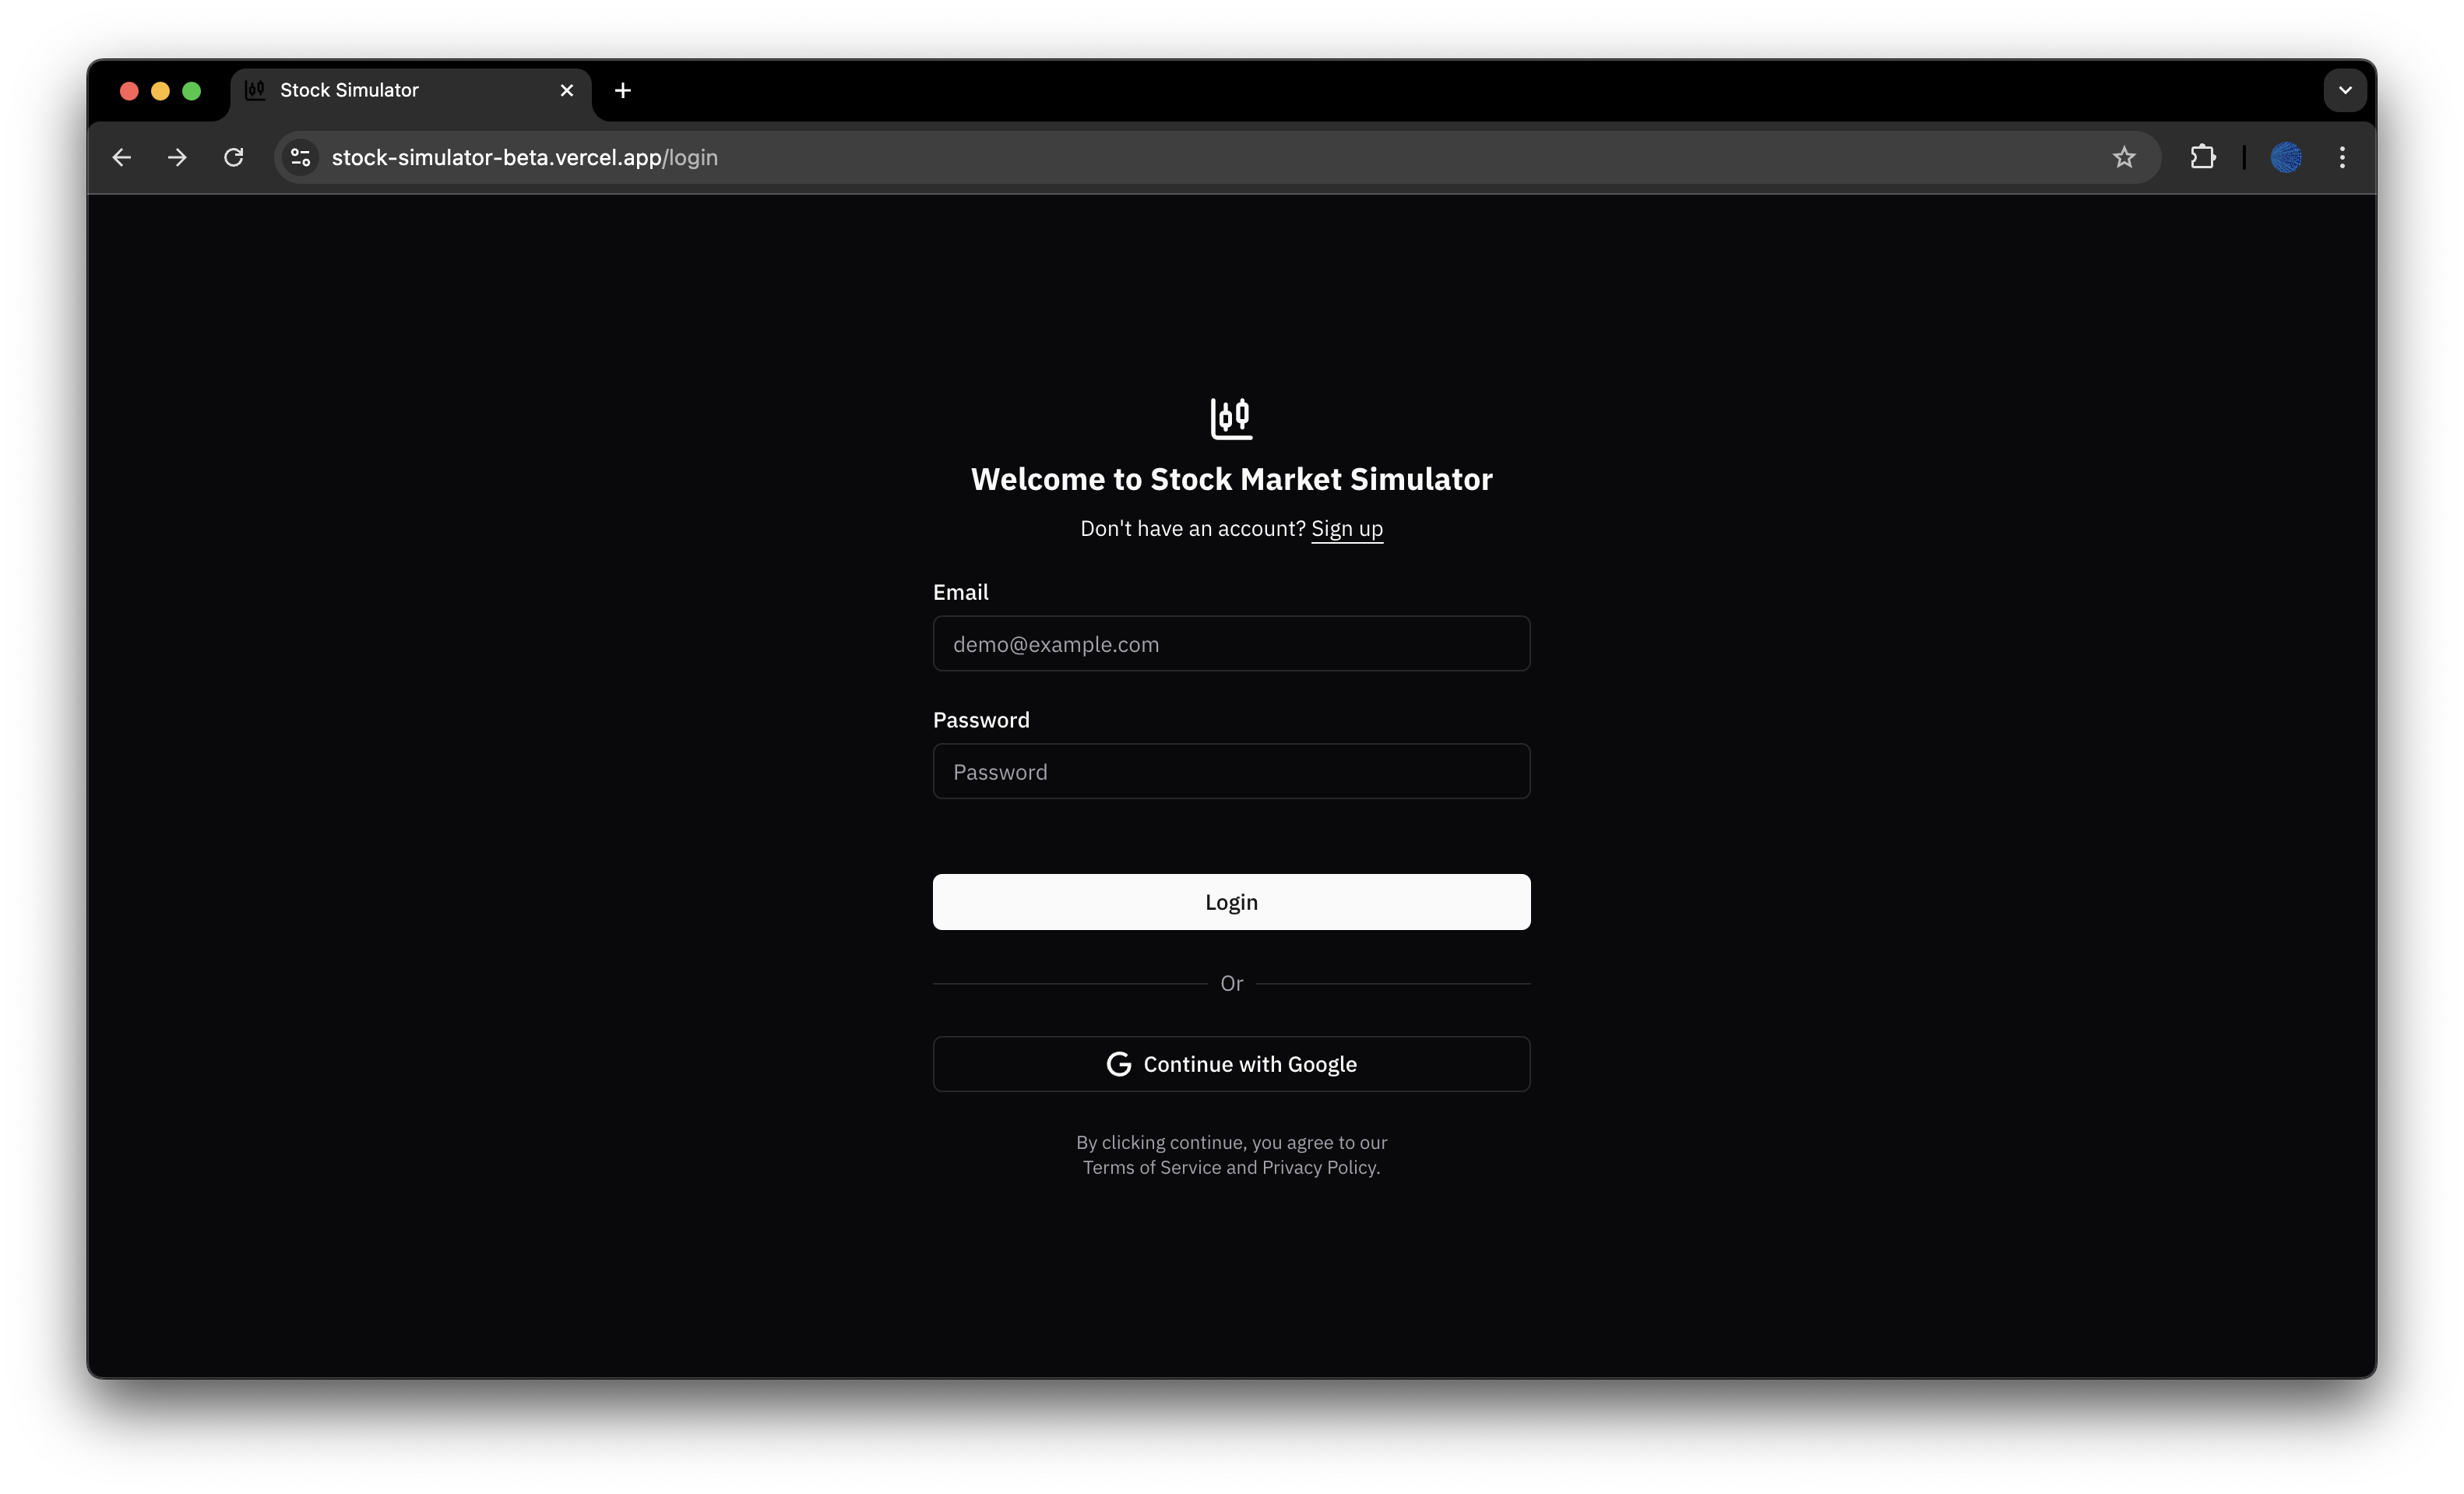 Stock Simulator
stock-simulator-beta.vercel.app/login
Welcome to Stock Market Simulator
Don't have an account? Sign up
Email
demo@example.com
Password
Password
Login
Or
Continue with Google
By clicking continue, you agree to our
Terms of Service and Privacy Policy.